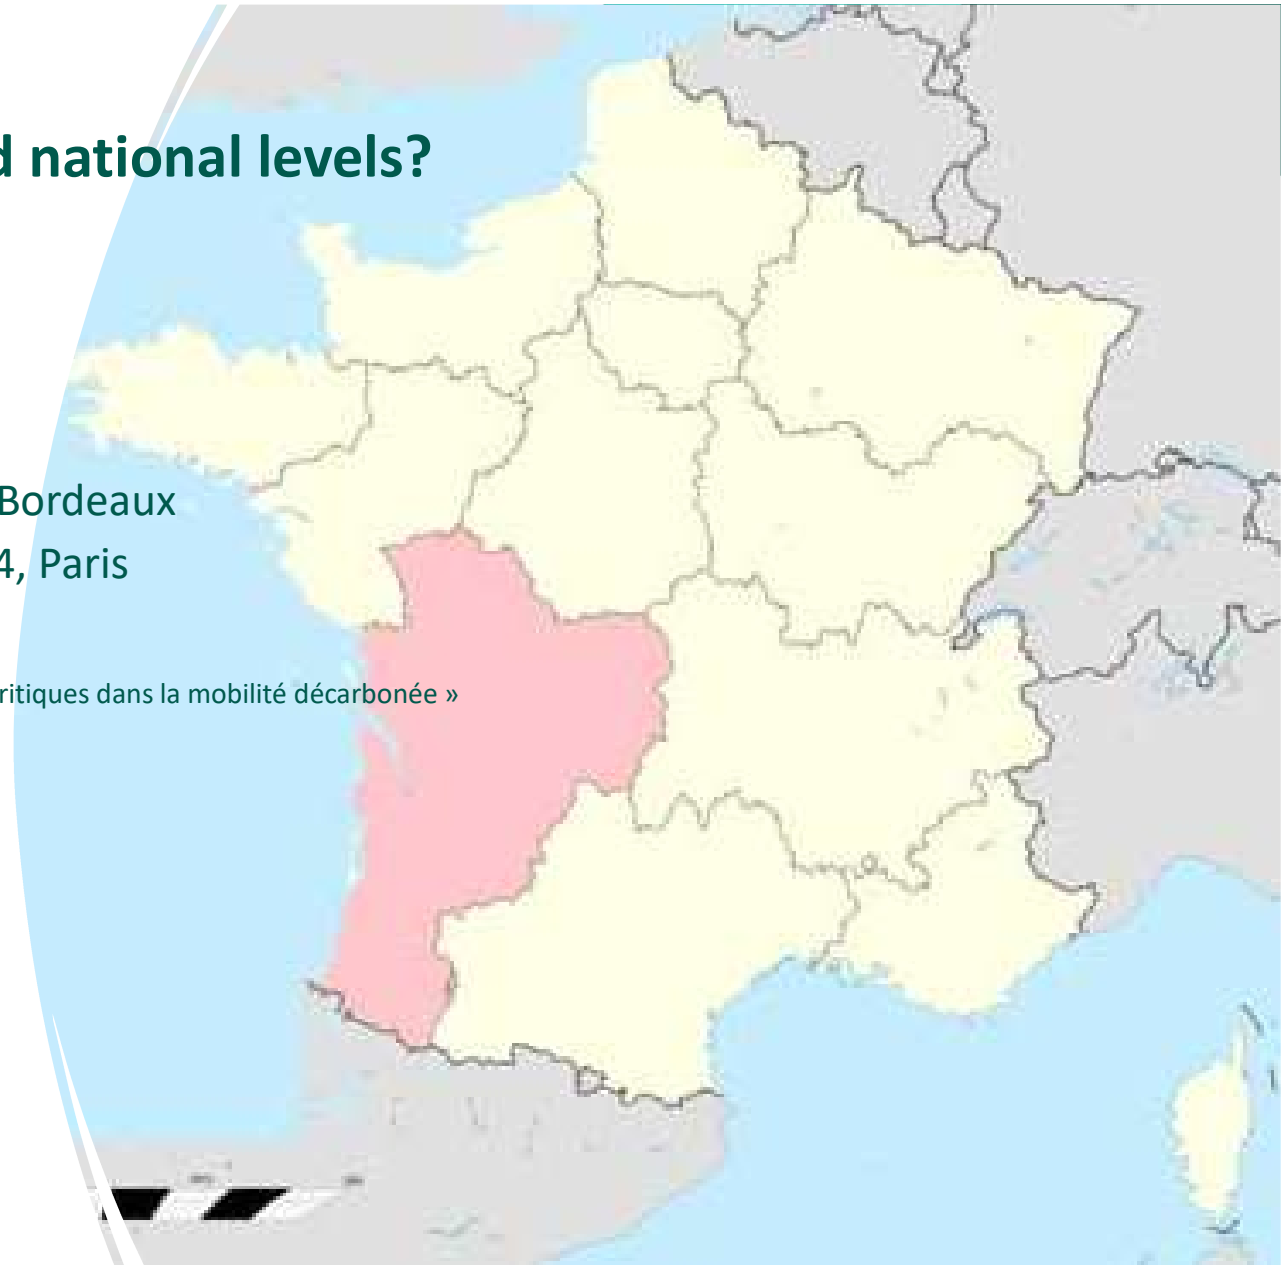 d national levels?
Bordeaux
4, Paris
ritiques dans la mobilité décarbonée »